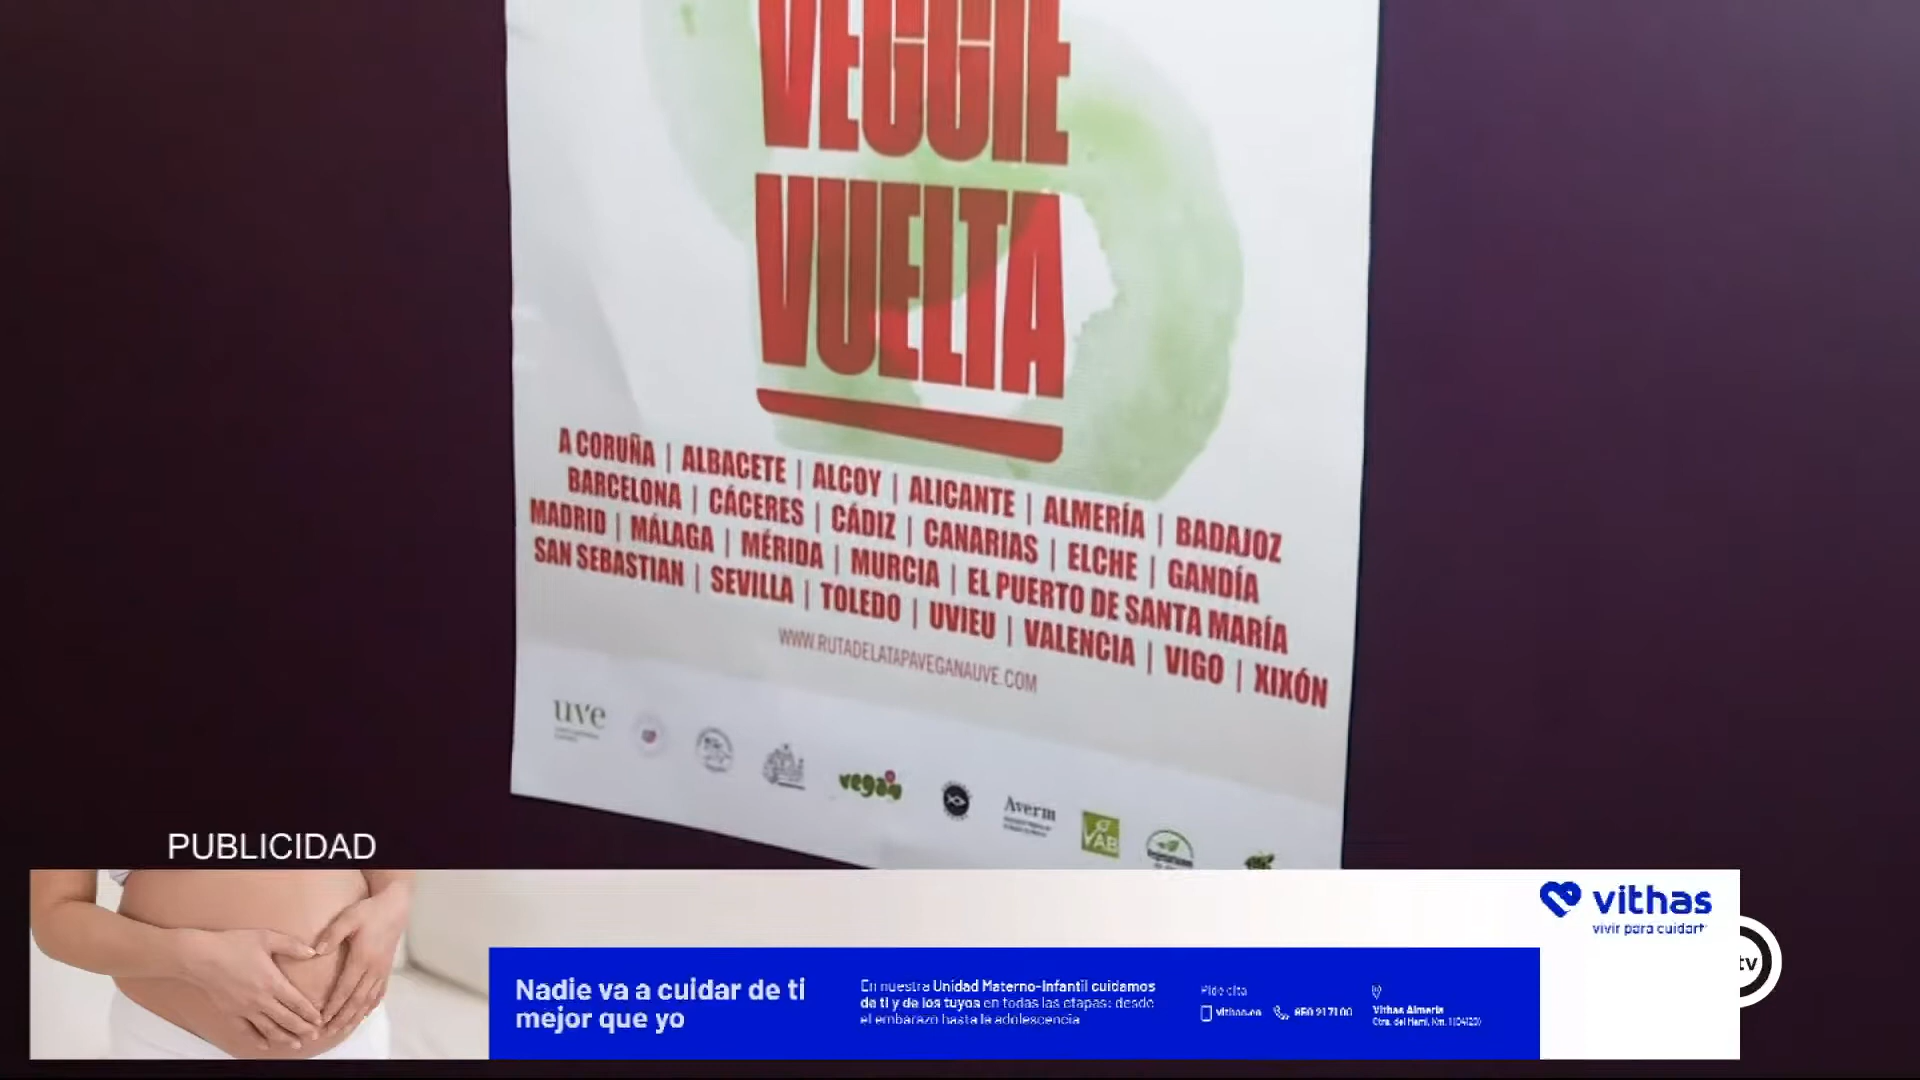 VEGGIE
VUELTA
A CORUÑA | ALBACETE | ALCOY | ALICANTE | ALMERÍA | BADAJOZ
BARCELONA | CÁCERES | CÁDIZ | CANARIAS | ELCHE | GANDÍA
MADRID | MÁLAGA | MÉRIDA | MURCIA | EL PUERTO DE SANTA MARÍA
SAN SEBASTIAN | SEVILLA | TOLEDO | UVIEU | VALENCIA | VIGO | XIXÓN
WWW.RUTADELATAPAVEGANAUVE.COM
uve
vegan
Averm
VAB
PUBLICIDAD
vithas
vivir para cuidart
tv
Nadie va a cuidar de ti
mejor que yo
En nuestra Unidad Materno-Infantil cuidamos
de ti y de los tuyos en todas las etapas: desde
el embarazo hasta la adolescencia
Pide cita
vithas.es
950 217100
Vithas Almería